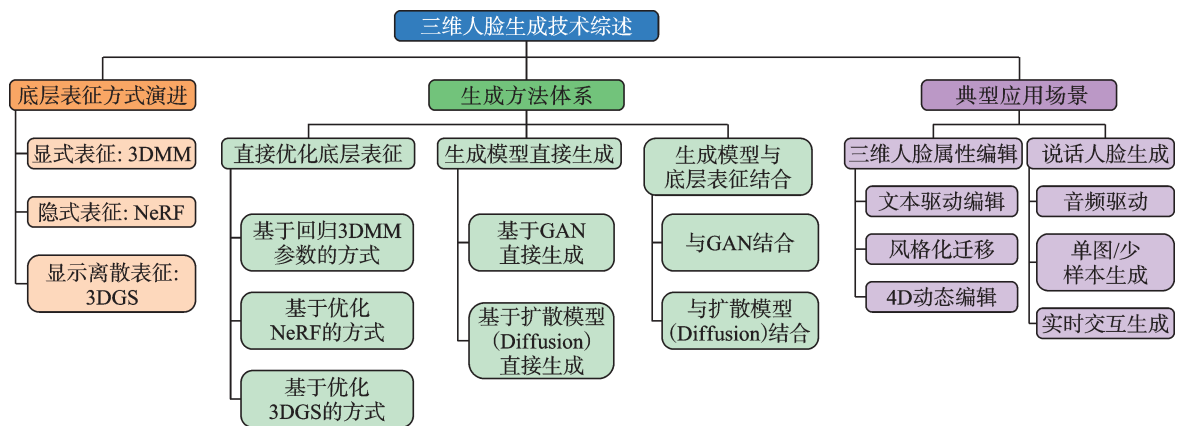 三维人脸生成技术综述
底层表征方式演进
显式表征: 3DMM
隐式表征: NeRF
显示离散表征:
3DGS
生成方法体系
直接优化底层表征
基于回归3DMM
参数的方式
基于优化
NeRF的方式
基于优化
3DGS的方式
生成模型直接生成
基于GAN
直接生成
基于扩散模型
(Diffusion)
直接生成
生成模型与
底层表征结合
与GAN结合
与扩散模型
(Diffusion)结合
典型应用场景
三维人脸属性编辑
文本驱动编辑
风格化迁移
4D动态编辑
说话人脸生成
音频驱动
单图/少
样本生成
实时交互生成